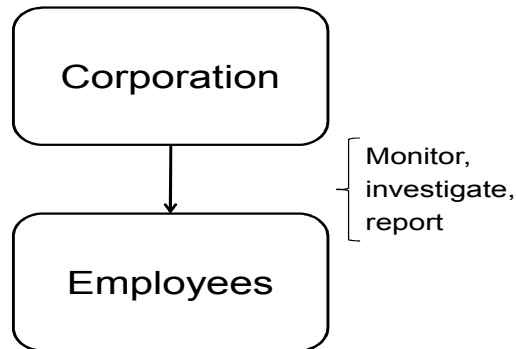 Corporation
Monitor,
investigate,
report
Employees